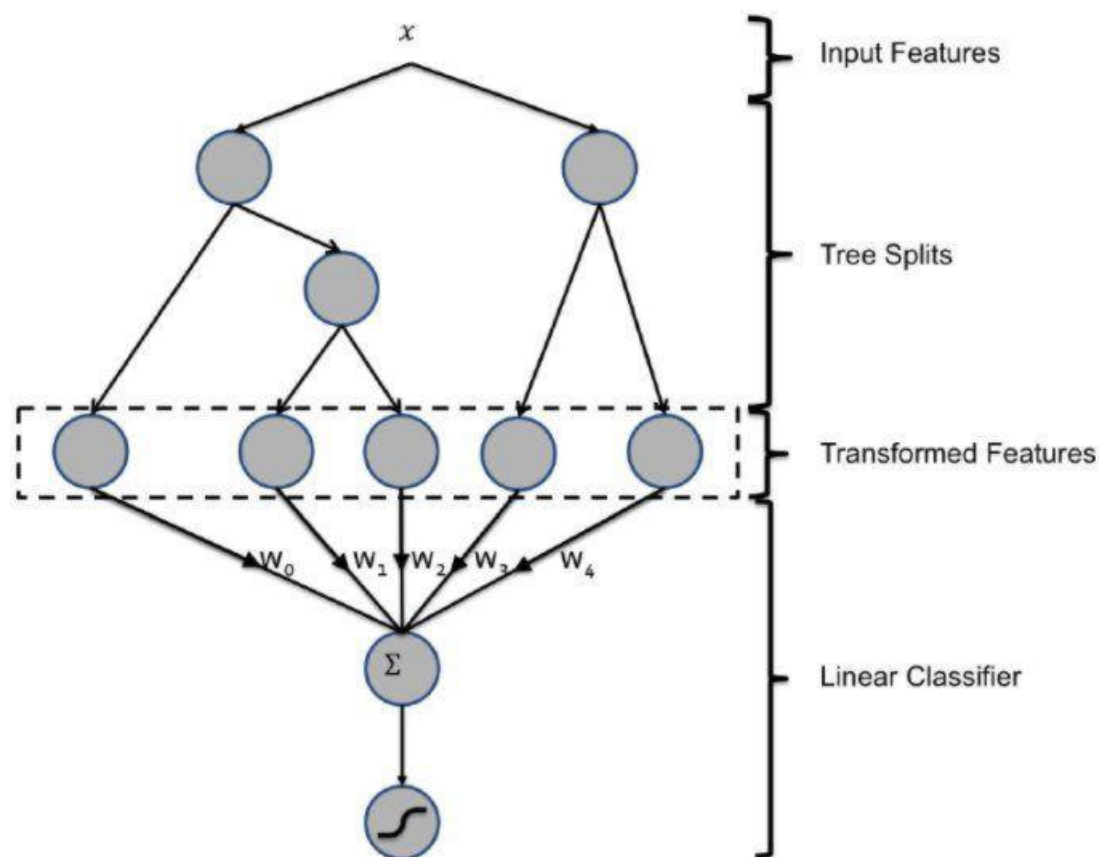 x
Input Features
Tree Splits
Transformed Features
W₀ W₁ W₂ W₃ W₄
Σ
Linear Classifier